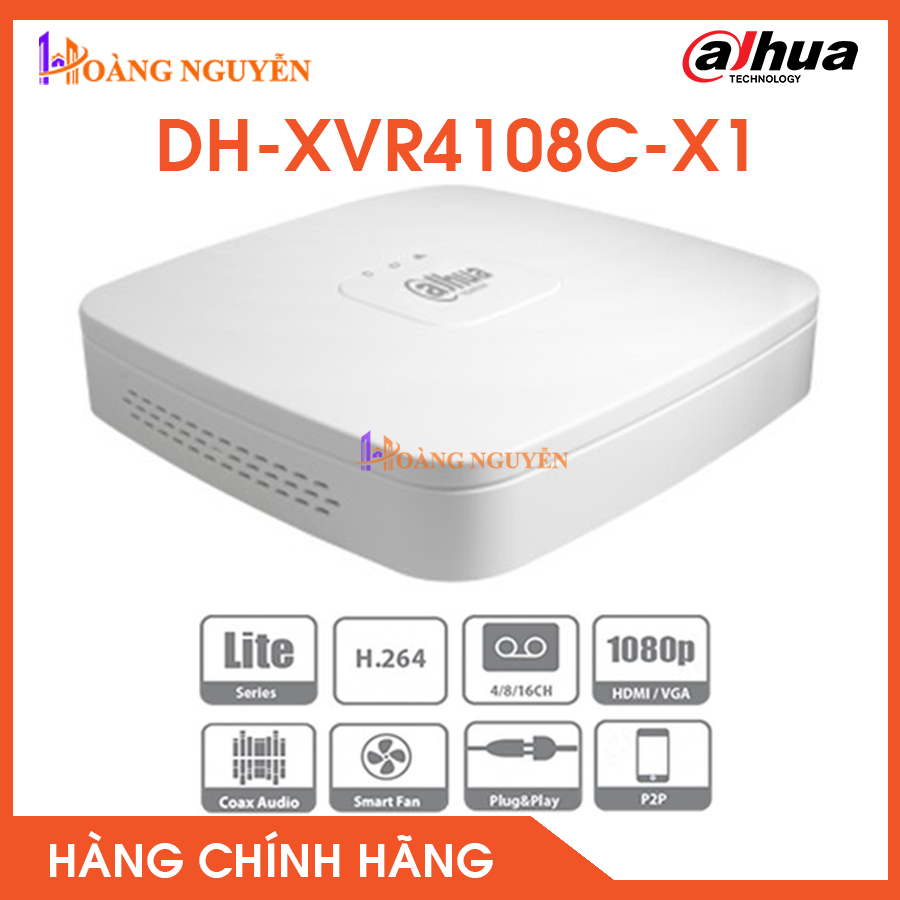 HOÀNG NGUYỄN
alhua
TECHNOLOGY
DH-XVR4108C-X1
alhua
HOÀNG NGUYỄN
Lite
Series
H.264
4/8/16CH
1080p
HDMI / VGA
Coax Audio
Smart Fan
Plug&Play
P2P
HÀNG CHÍNH HÃNG